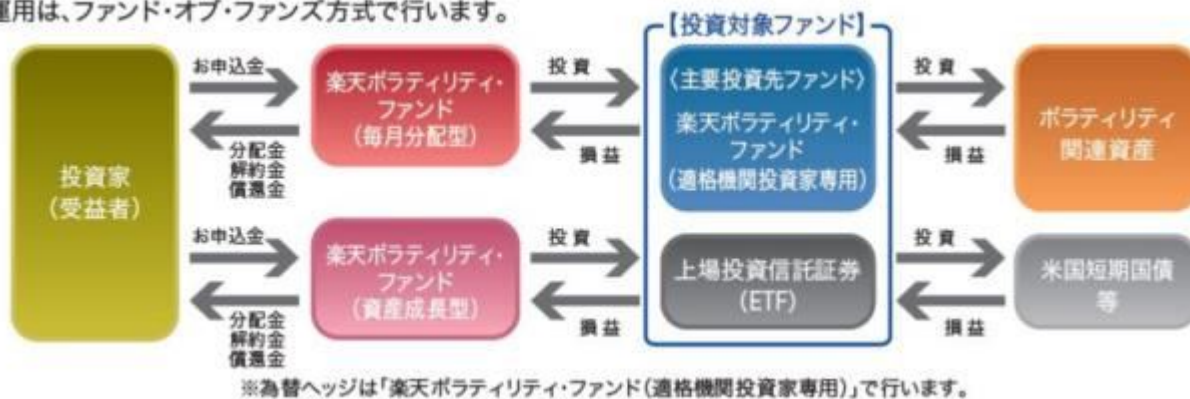 運用は、ファンド・オブ・ファンズ方式で行います。
【投資対象ファンド】
投資家
(受益者)
お申込金
分配金
解約金
償還金
楽天ボラティリティ・
ファンド
(毎月分配型)
投資
損益
〈主要投資先ファンド〉
楽天ボラティリティ・
ファンド
(適格機関投資家専用)
投資
損益
ボラティリティ
関連資産
お申込金
分配金
解約金
償還金
楽天ボラティリティ・
ファンド
(資産成長型)
投資
損益
上場投資信託証券
(ETF)
投資
損益
米国短期国債
等
※為替ヘッジは「楽天ボラティリティ・ファンド(適格機関投資家専用)」で行います。